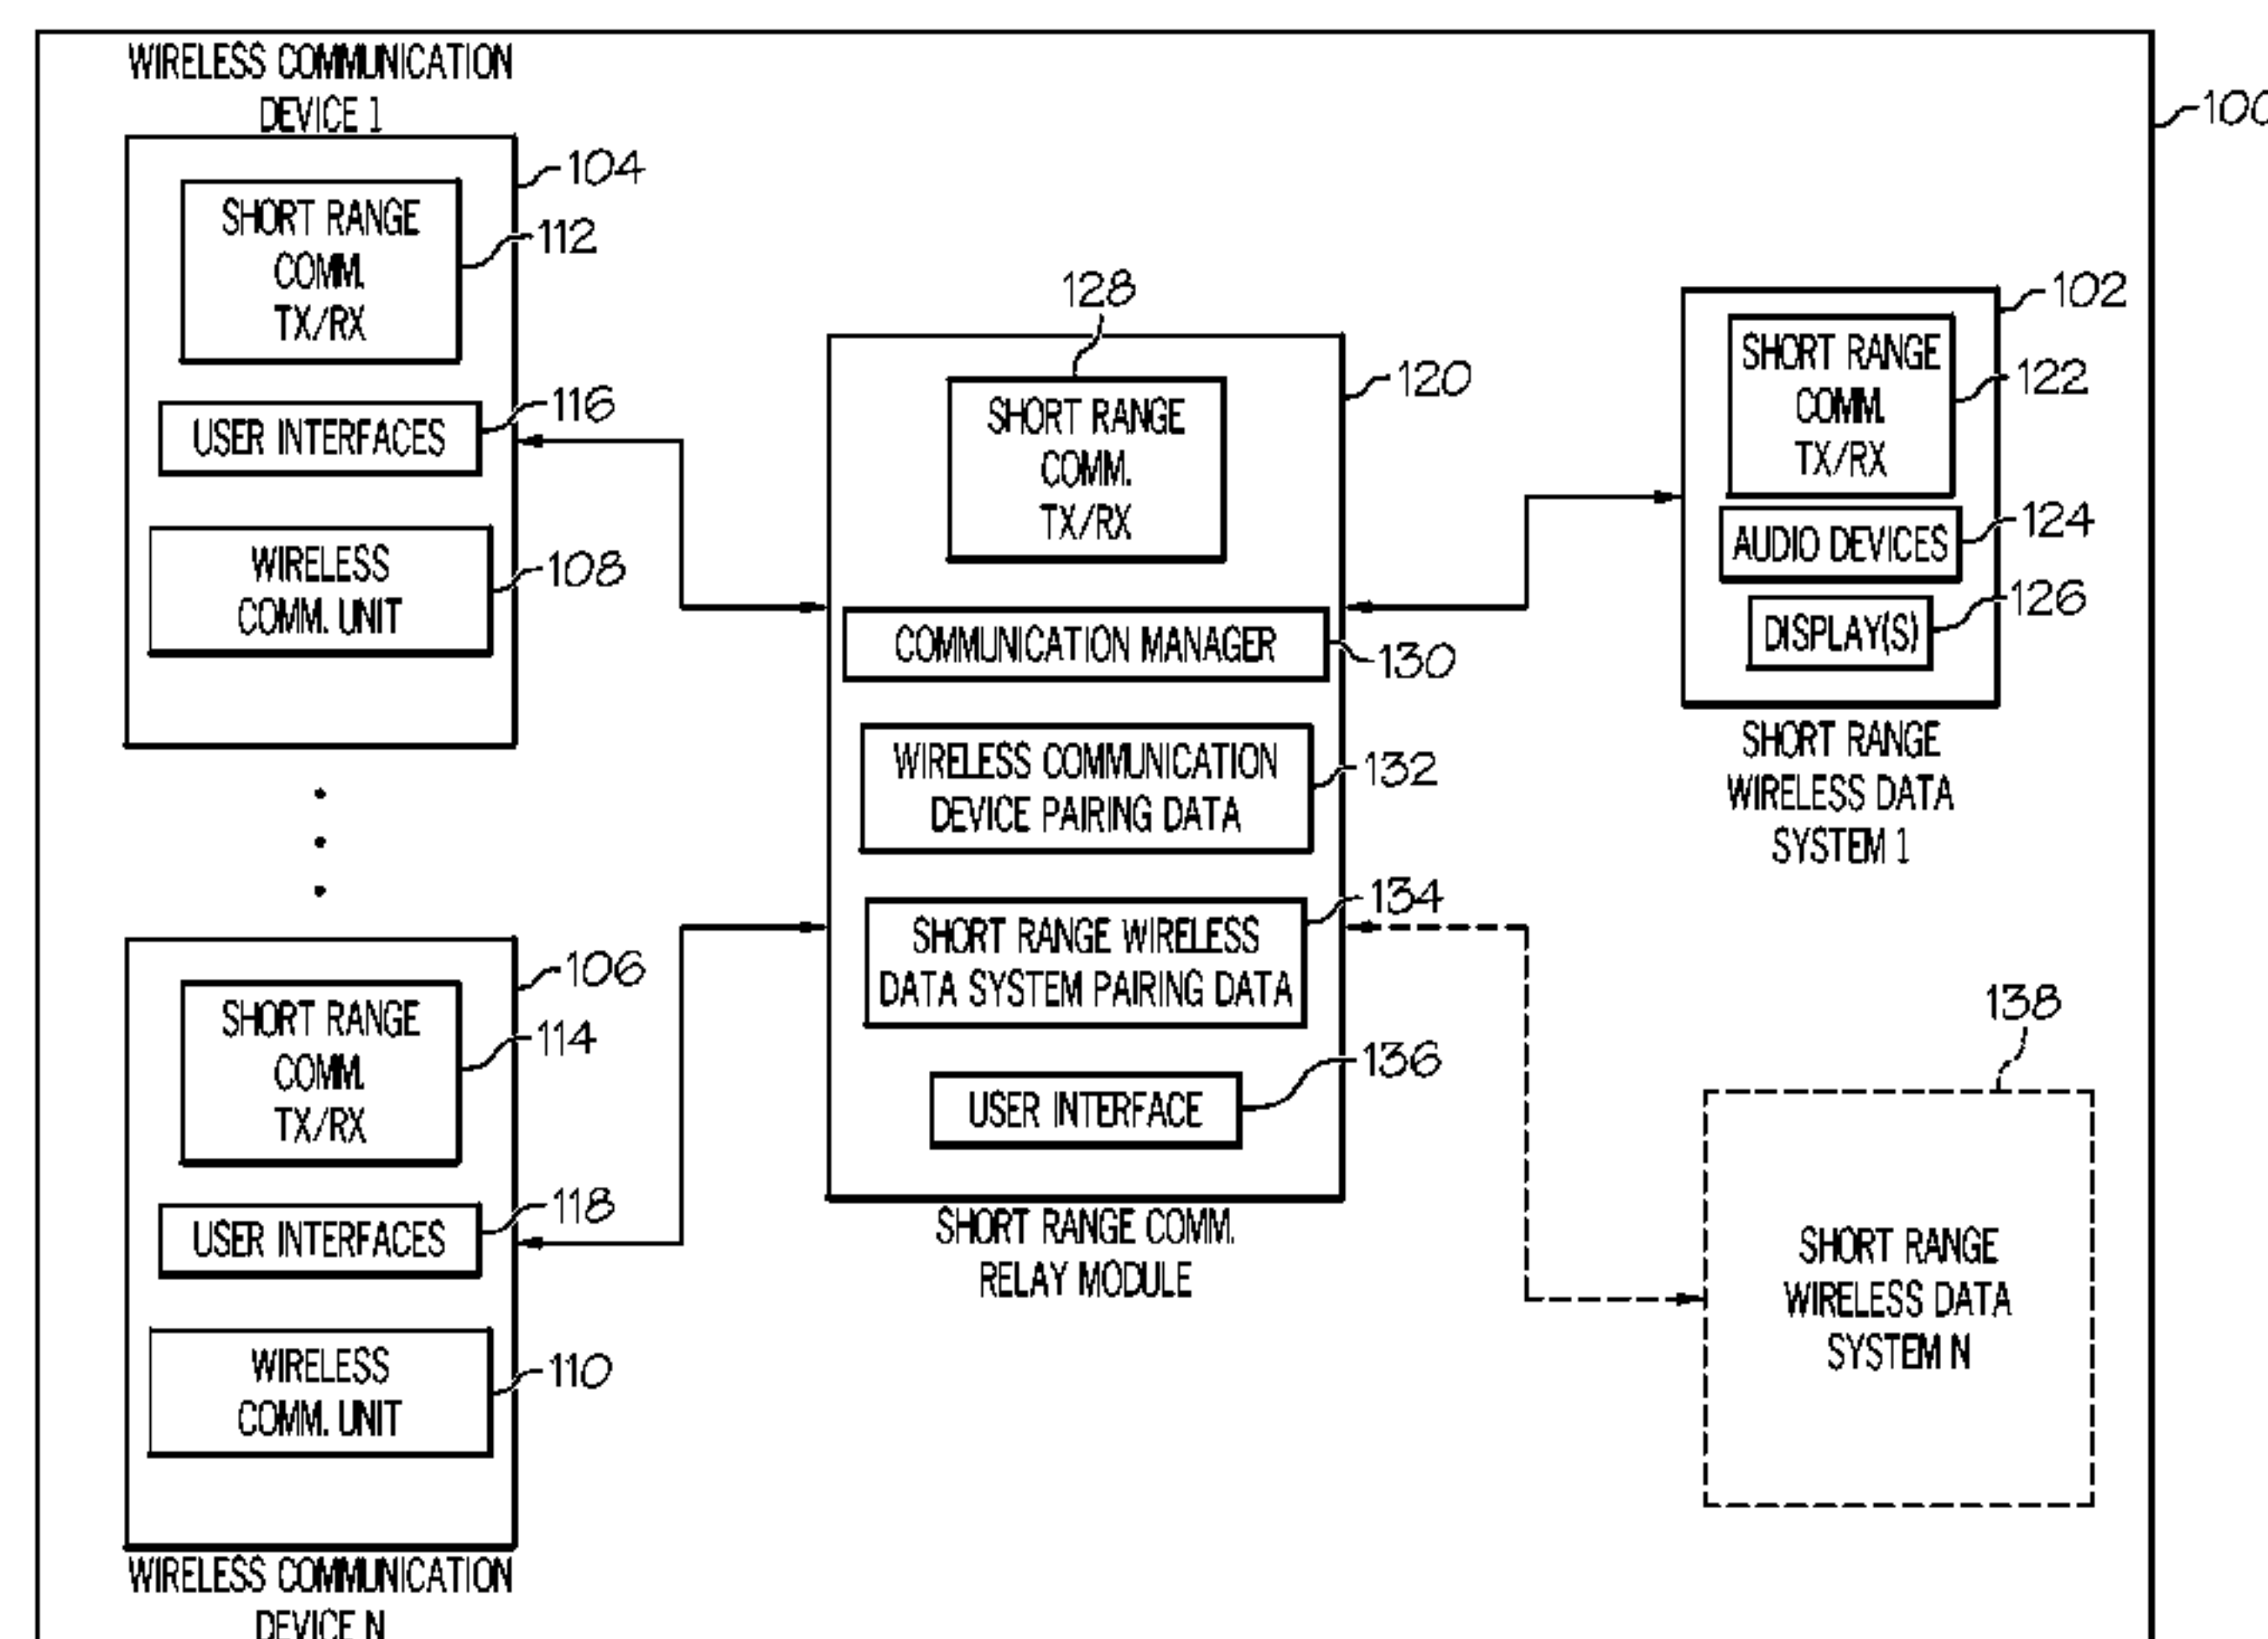 WIRELESS COMMUNICATION
DEVICE 1
104
SHORT RANGE
COMM.
TX/RX
112
USER INTERFACES
116
WIRELESS
COMM. UNIT
108
106
SHORT RANGE
COMM.
TX/RX
114
USER INTERFACES
118
WIRELESS
COMM. UNIT
110
WIRELESS COMMUNICATION
DEVICE N
128
120
SHORT RANGE
COMM.
TX/RX
COMMUNICATION MANAGER
130
WIRELESS COMMUNICATION
DEVICE PAIRING DATA
132
SHORT RANGE WIRELESS
DATA SYSTEM PAIRING DATA
134
USER INTERFACE
136
SHORT RANGE COMM.
RELAY MODULE
100
102
SHORT RANGE
COMM.
TX/RX
122
AUDIO DEVICES
124
DISPLAY(S)
126
SHORT RANGE
WIRELESS DATA
SYSTEM 1
138
SHORT RANGE
WIRELESS DATA
SYSTEM N